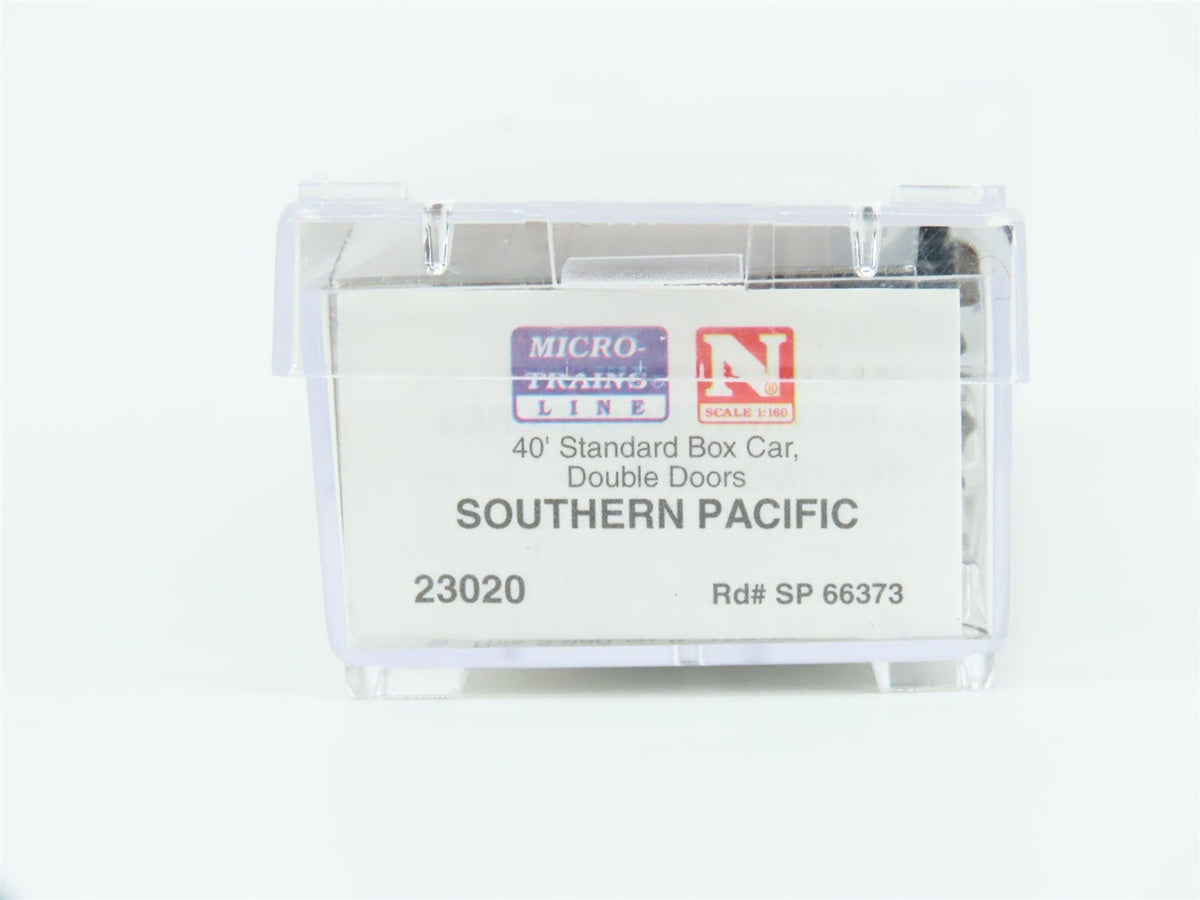 MICRO-
TRAINS
LINE
N®
SCALE 1:160
40' Standard Box Car,
Double Doors
SOUTHERN PACIFIC
23020
Rd# SP 66373